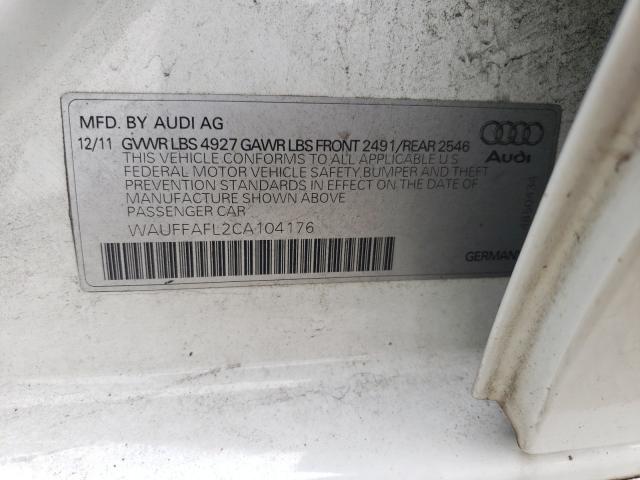 MFD. BY AUDI AG
12/11 GVWR LBS 4927 GAWR LBS FRONT 2491/REAR 2546
THIS VEHICLE CONFORMS TO ALL APPLICABLE U S
FEDERAL MOTOR VEHICLE SAFETY,BUMPER AND THEFT
PREVENTION STANDARDS IN EFFECT ON THE DATE OF
MANUFACTURE SHOWN ABOVE
PASSENGER CAR
WAUFFAFL2CA104176
Audi
GERMAN